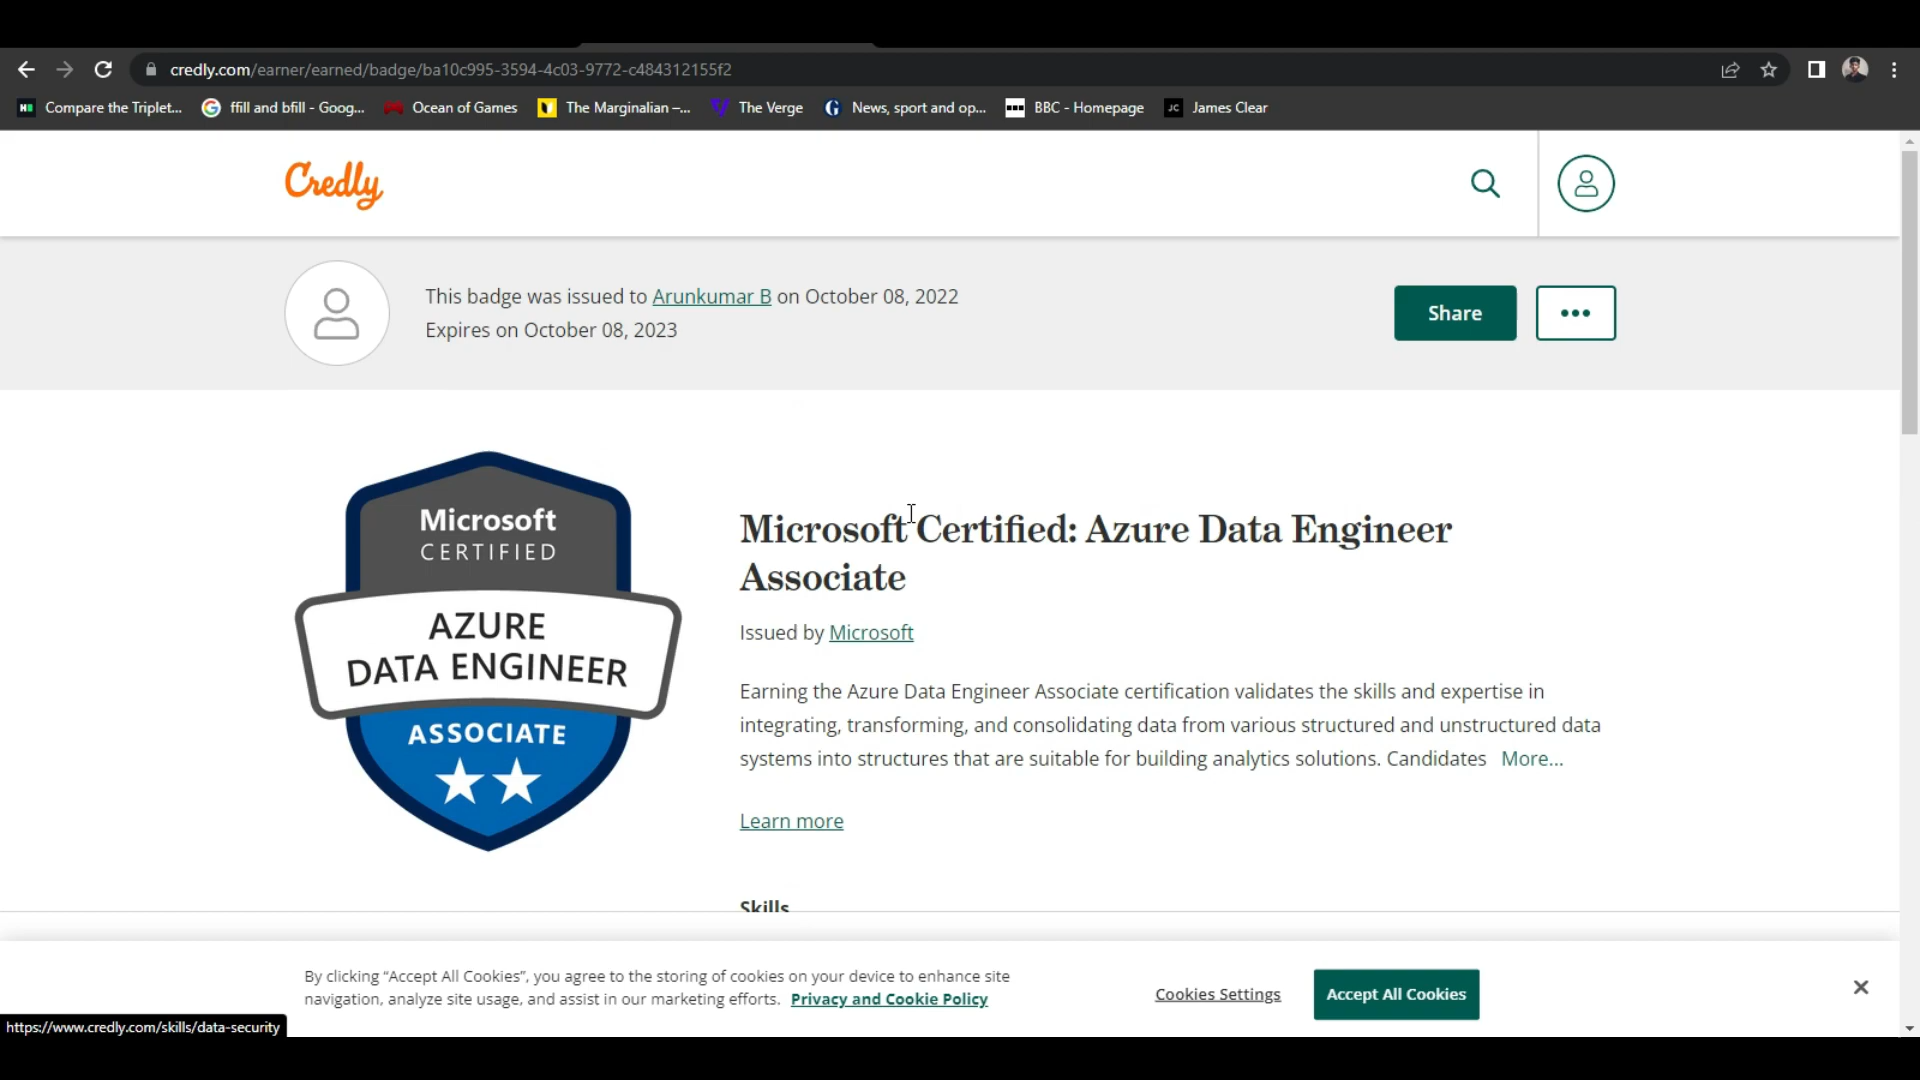 credly.com/earner/earned/badge/ba10c995-3594-4c03-9772-c484312155f2
Compare the Triplet... ffill and bfill - Goog... Ocean of Games The Marginalian –... The Verge News, sport and op... BBC - Homepage JC James Clear
Credly
This badge was issued to Arunkumar B on October 08, 2022
Expires on October 08, 2023
Share
Microsoft
CERTIFIED
AZURE
DATA ENGINEER
ASSOCIATE
Microsoft Certified: Azure Data Engineer
Associate
Issued by Microsoft
Earning the Azure Data Engineer Associate certification validates the skills and expertise in
integrating, transforming, and consolidating data from various structured and unstructured data
systems into structures that are suitable for building analytics solutions. Candidates More...
Learn more
Skills
By clicking “Accept All Cookies”, you agree to the storing of cookies on your device to enhance site
navigation, analyze site usage, and assist in our marketing efforts. Privacy and Cookie Policy
Cookies Settings
Accept All Cookies
https://www.credly.com/skills/data-security